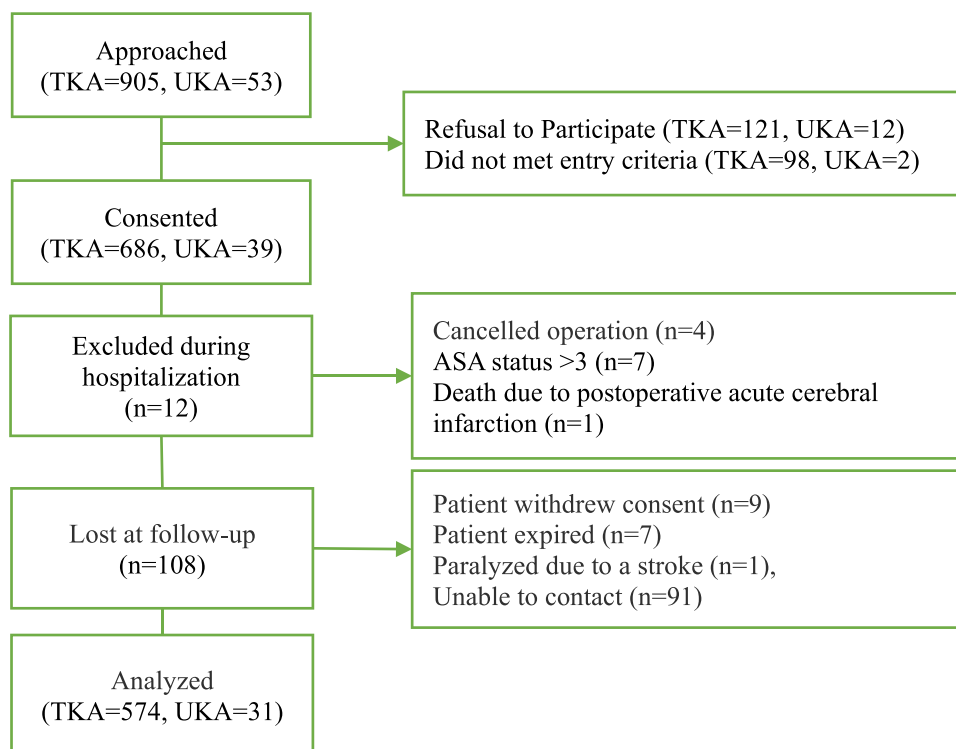 Approached
(TKA=905, UKA=53)
Refusal to Participate (TKA=121, UKA=12)
Did not met entry criteria (TKA=98, UKA=2)
Consented
(TKA=686, UKA=39)
Excluded during
hospitalization
(n=12)
Cancelled operation (n=4)
ASA status >3 (n=7)
Death due to postoperative acute cerebral
infarction (n=1)
Lost at follow-up
(n=108)
Patient withdrew consent (n=9)
Patient expired (n=7)
Paralyzed due to a stroke (n=1),
Unable to contact (n=91)
Analyzed
(TKA=574, UKA=31)